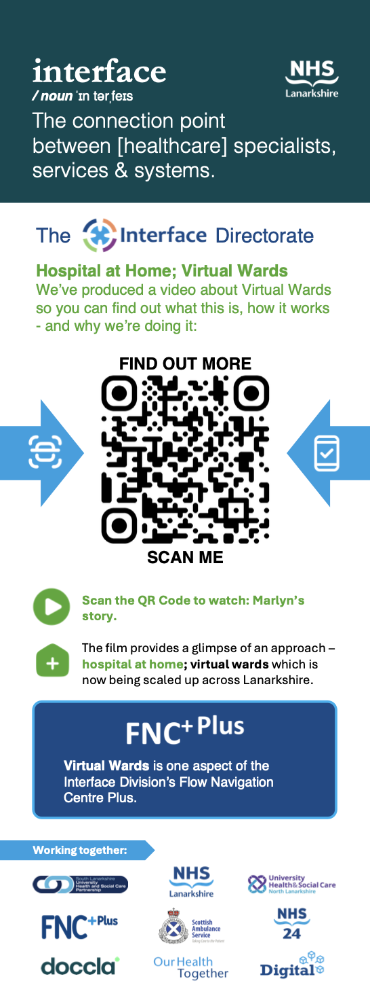 interface
/ noun ˈɪn tərˌfeɪs
The connection point
between [healthcare] specialists,
services & systems.
NHS
Lanarkshire
The Interface Directorate
Hospital at Home; Virtual Wards
We’ve produced a video about Virtual Wards
so you can find out what this is, how it works
- and why we’re doing it:
FIND OUT MORE
SCAN ME
Scan the QR Code to watch: Marlyn’s
story.
The film provides a glimpse of an approach –
hospital at home; virtual wards which is
now being scaled up across Lanarkshire.
FNC+Plus
Virtual Wards is one aspect of the
Interface Division’s Flow Navigation
Centre Plus.
Working together:
South Lanarkshire
University
Health and Social Care
Partnership
NHS
Lanarkshire
University
Health&Social Care
North Lanarkshire
FNC+Plus
Scottish
Ambulance
Service
Taking Care to the Patient
NHS
24
doccla
Our Health
Together
Digital